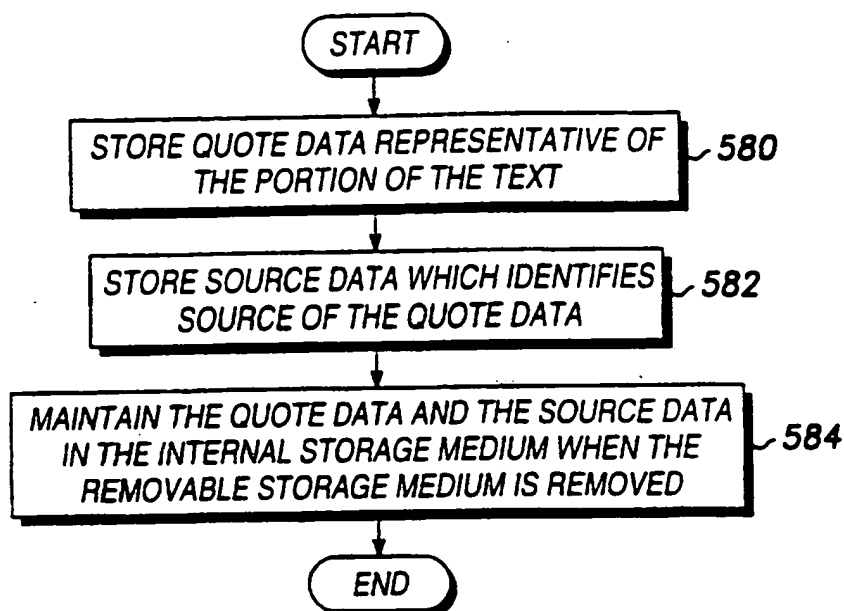 START
STORE QUOTE DATA REPRESENTATIVE OF
THE PORTION OF THE TEXT
580
STORE SOURCE DATA WHICH IDENTIFIES
SOURCE OF THE QUOTE DATA
582
MAINTAIN THE QUOTE DATA AND THE SOURCE DATA
IN THE INTERNAL STORAGE MEDIUM WHEN THE
REMOVABLE STORAGE MEDIUM IS REMOVED
584
END